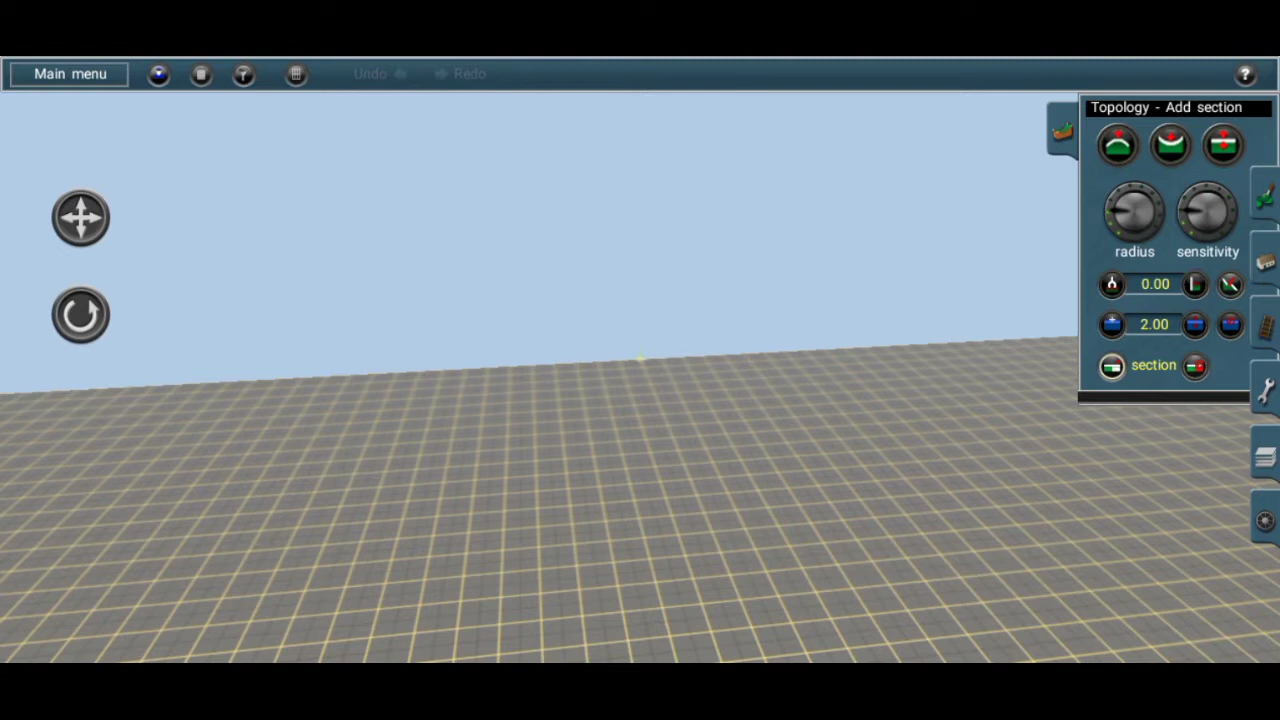 Main menu
Undo
Redo
?
Topology - Add section
radius
sensitivity
0.00
2.00
section